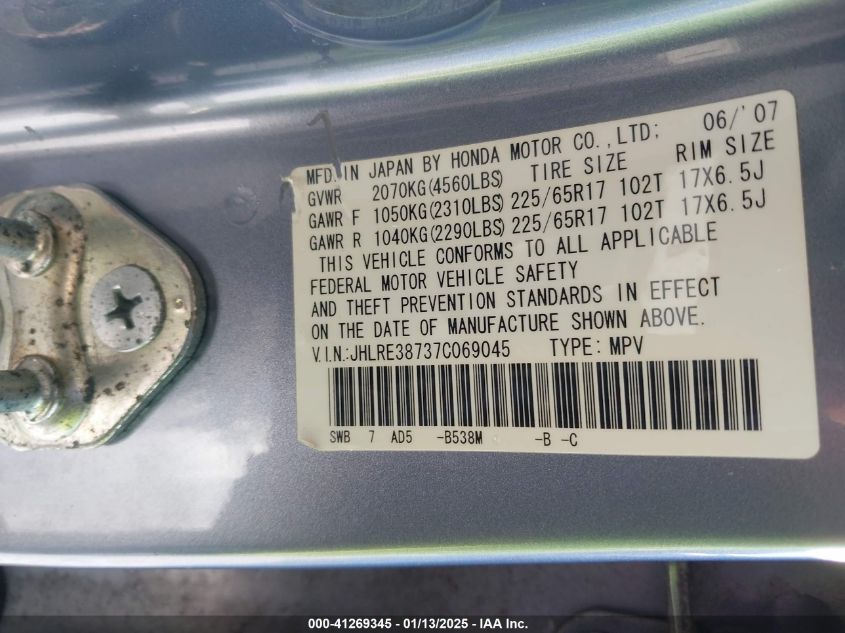 MFD. IN JAPAN BY HONDA MOTOR CO., LTD: 06/'07
GVWR 2070KG(4560LBS) TIRE SIZE RIM SIZE
GAWR F 1050KG(2310LBS) 225/65R17 102T 17X6.5J
GAWR R 1040KG(2290LBS) 225/65R17 102T 17X6.5J
THIS VEHICLE CONFORMS TO ALL APPLICABLE
FEDERAL MOTOR VEHICLE SAFETY
AND THEFT PREVENTION STANDARDS IN EFFECT
ON THE DATE OF MANUFACTURE SHOWN ABOVE.
V.I.N.:JHLRE38737C069045 TYPE: MPV
SWB 7 AD5 -B538M -B -C
000-41269345 - 01/13/2025 - IAA Inc.